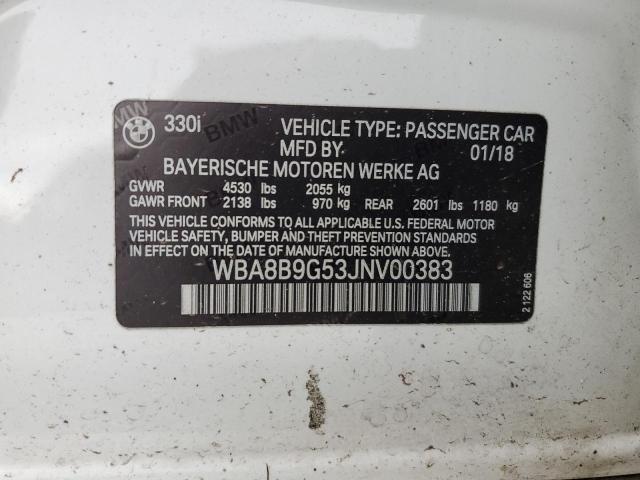 BMW 330i VEHICLE TYPE: PASSENGER CAR
MFD BY 01/18
BAYERISCHE MOTOREN WERKE AG
GVWR 4530 lbs 2055 kg
GAWR FRONT 2138 lbs 970 kg REAR 2601 lbs 1180 kg
THIS VEHICLE CONFORMS TO ALL APPLICABLE U.S. FEDERAL MOTOR
VEHICLE SAFETY, BUMPER AND THEFT PREVENTION STANDARDS IN
EFFECT ON THE DATE OF MANUFACTURE SHOWN ABOVE.
WBA8B9G53JNV00383
2 122 606